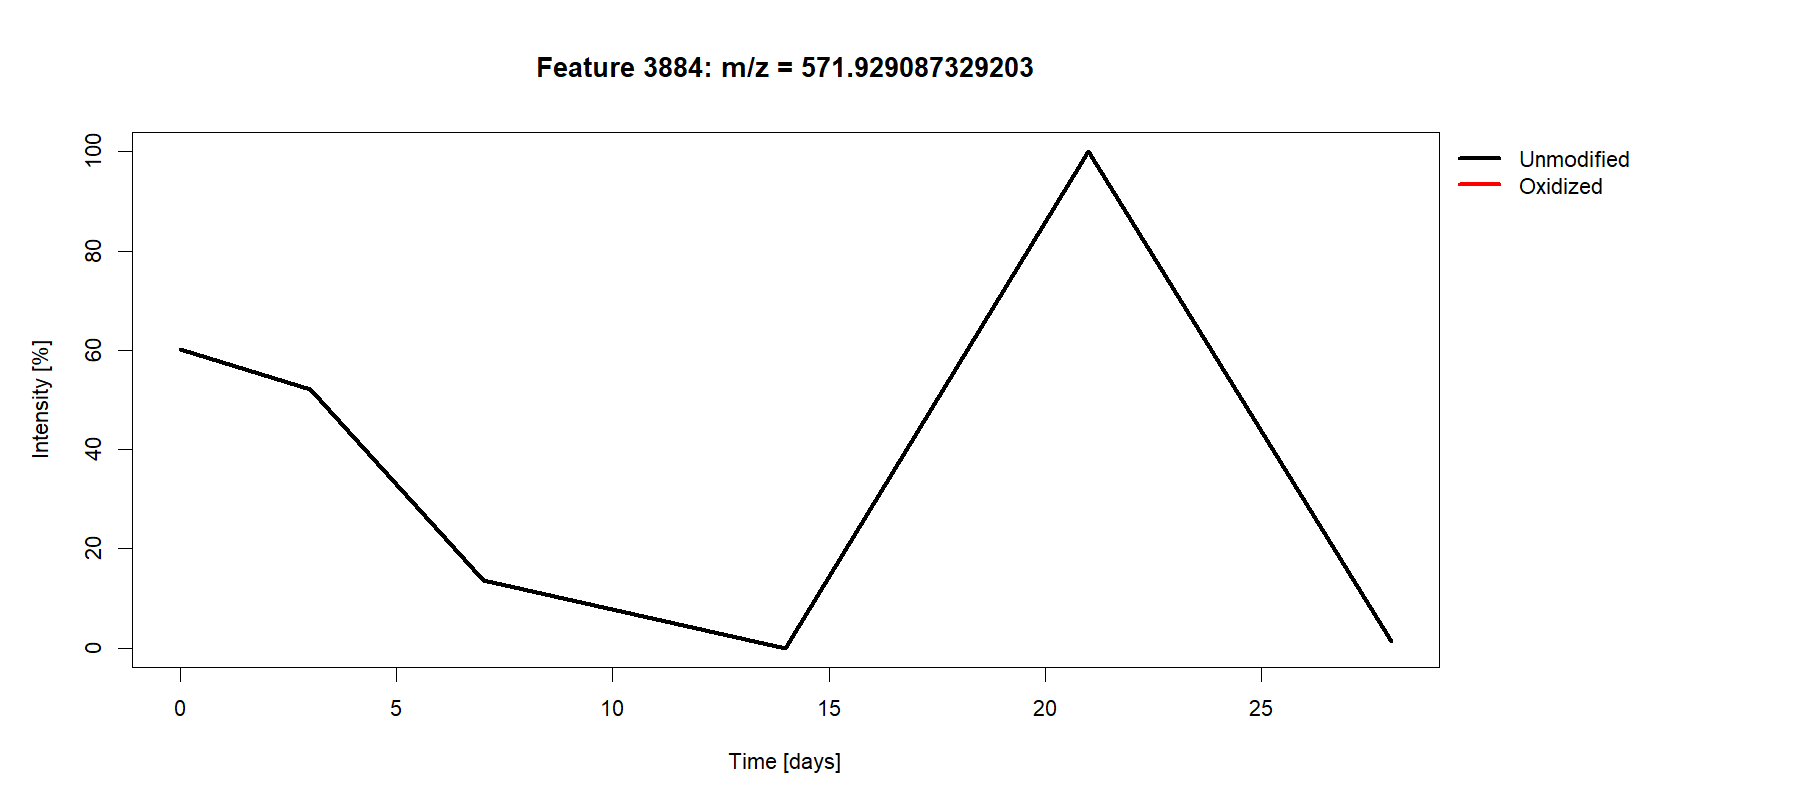 Feature 3884: m/z = 571.929087329203
Unmodified
Oxidized
Intensity [%]
100
80
60
40
20
0
0 5 10 15 20 25
Time [days]